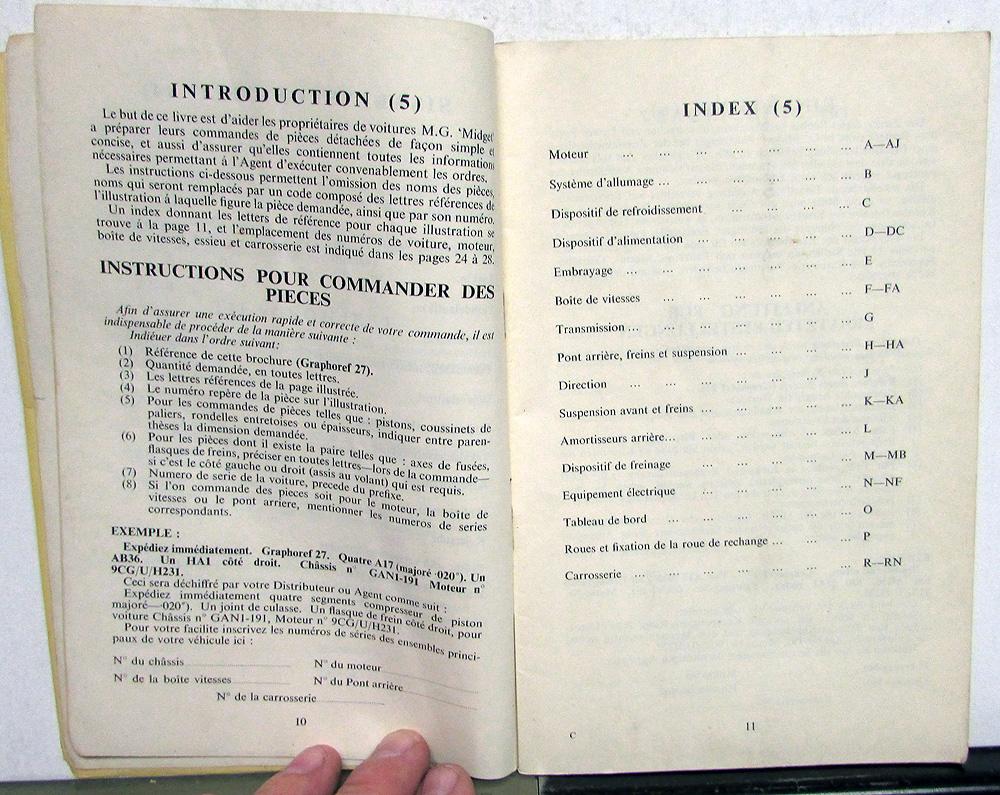 INTRODUCTION (5)
Le but de ce livre est d'aider les propriétaires de voitures M.G. 'Midget'
a préparer leurs commandes de pièces détachées de façon simple et
concise, et aussi d'assurer qu'elles contiennent toutes les information
nécessaires permettant à l'Agent d'exécuter convenablement les ordres.
Les instructions ci-dessous permettent l'omission des noms des pièces,
noms qui seront remplacés par un code composé des lettres références de
l'illustration à laquelle figure la pièce demandée, ainsi que par son numéro.
Un index donnant les letters de référence pour chaque illustration se
trouve à la page 11, et l'emplacement des numéros de voiture, moteur,
boîte de vitesses, essieu et carrosserie est indiqué dans les pages 24 à 28.
INSTRUCTIONS POUR COMMANDER DES
PIECES
Afin d'assurer une exécution rapide et correcte de votre commande, il est
indispensable de procéder de la manière suivante :
Indiéuer dans l'ordre suivant:
(1) Référence de cette brochure (Graphoref 27).
(2) Quantité demandée, en toutes lettres.
(3) Les lettres références de la page illustrée.
(4) Le numéro repère de la pièce sur l'illustration.
(5) Pour les commandes de pièces telles que : pistons, coussinets de
paliers, rondelles entretoises ou épaisseurs, indiquer entre paren-
thèses la dimension demandée.
(6) Pour les pièces dont il existe la paire telles que : axes de fusées,
flasques de freins, préciser en toutes lettres—lors de la commande—
si c'est le côté gauche ou droit (assis au volant) qui est requis.
(7) Numero de serie de la voiture, precede du prefixe.
(8) Si l'on commande des pieces soit pour le moteur, la boîte de
vitesses ou le pont arriere, mentionner les numeros de series
correspondants.
EXEMPLE :
Expédiez immédiatement. Graphoref 27. Quatre A17 (majoré ·020"). Un
AB36. Un HA1 côté droit. Châssis n° GAN1-191 Moteur n°
9CG/U/H231.
Ceci sera déchiffré par votre Distributeur ou Agent comme suit :
Expédiez immédiatement quatre segments compresseur de piston
majoré—·020"). Un joint de culasse. Un flasque de frein côté droit, pour
voiture Châssis n° GAN1-191, Moteur n° 9CG/U/H231.
Pour votre facilite inscrivez les numéros de séries des ensembles princi-
paux de votre véhicule ici :
N° du châssis N° du moteur
N° de la boîte vitesses N° du Pont arrière
N° de la carrosserie
10
INDEX (5)
Moteur ... ... ... ... ... ... A—AJ
Système d'allumage ... ... ... ... ... ... B
Dispositif de refroidissement ... ... ... ... C
Dispositif d'alimentation ... ... ... ... ... D—DC
Embrayage ... ... ... ... ... ... ... E
Boite de vitesses ... ... ... ... ... ... F—FA
Transmission ... ... ... ... ... ... ... G
Pont arrière, freins et suspension ... ... ... ... H—HA
Direction ... ... ... ... ... ... ... J
Suspension avant et freins ... ... ... ... ... K—KA
Amortisseurs arrière... ... ... ... ... ... L
Dispositif de freinage ... ... ... ... ... M—MB
Equipement électrique ... ... ... ... ... N—NF
Tableau de bord ... ... ... ... ... ... O
Roues et fixation de la roue de rechange ... ... ... P
Carrosserie ... ... ... ... ... ... ... R—RN
C
11